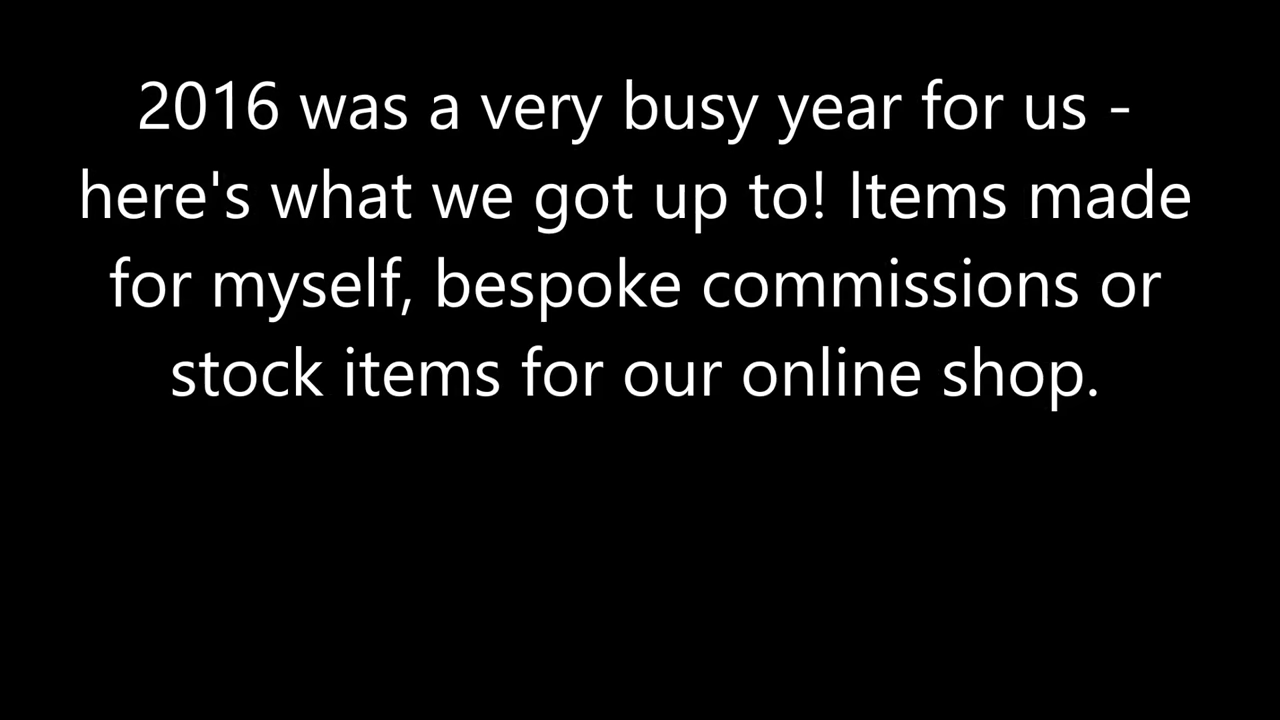 2016 was a very busy year for us -
here's what we got up to! Items made
for myself, bespoke commissions or
stock items for our online shop.